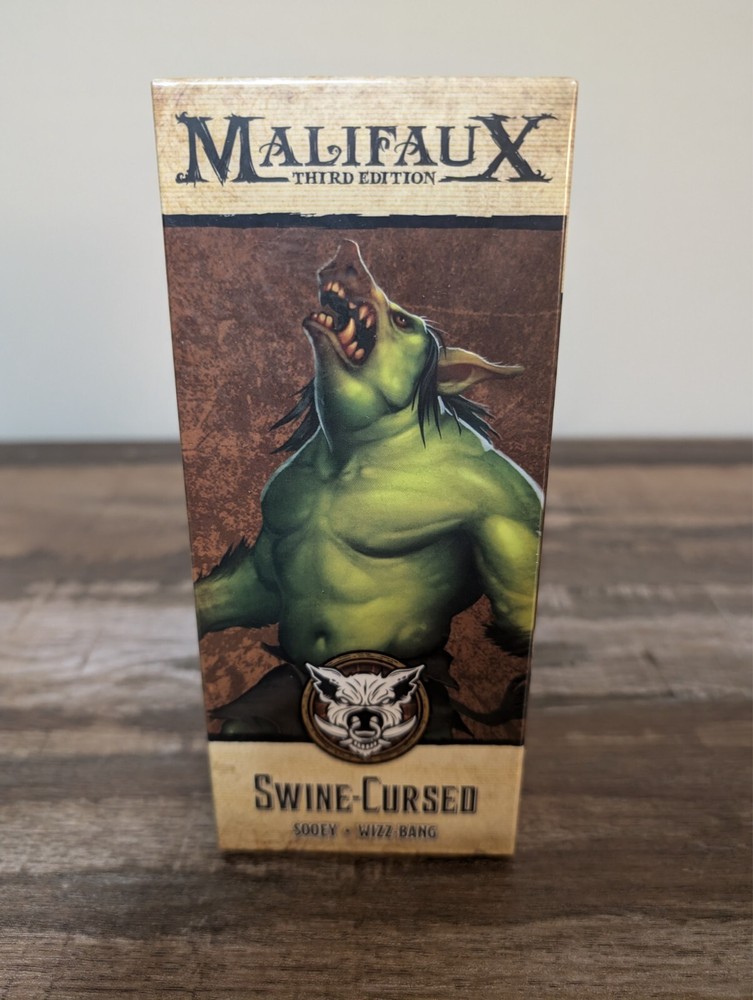 MALIFAUX
THIRD EDITION
SWINE-CURSED
SOOEY - WIZZ-BANG